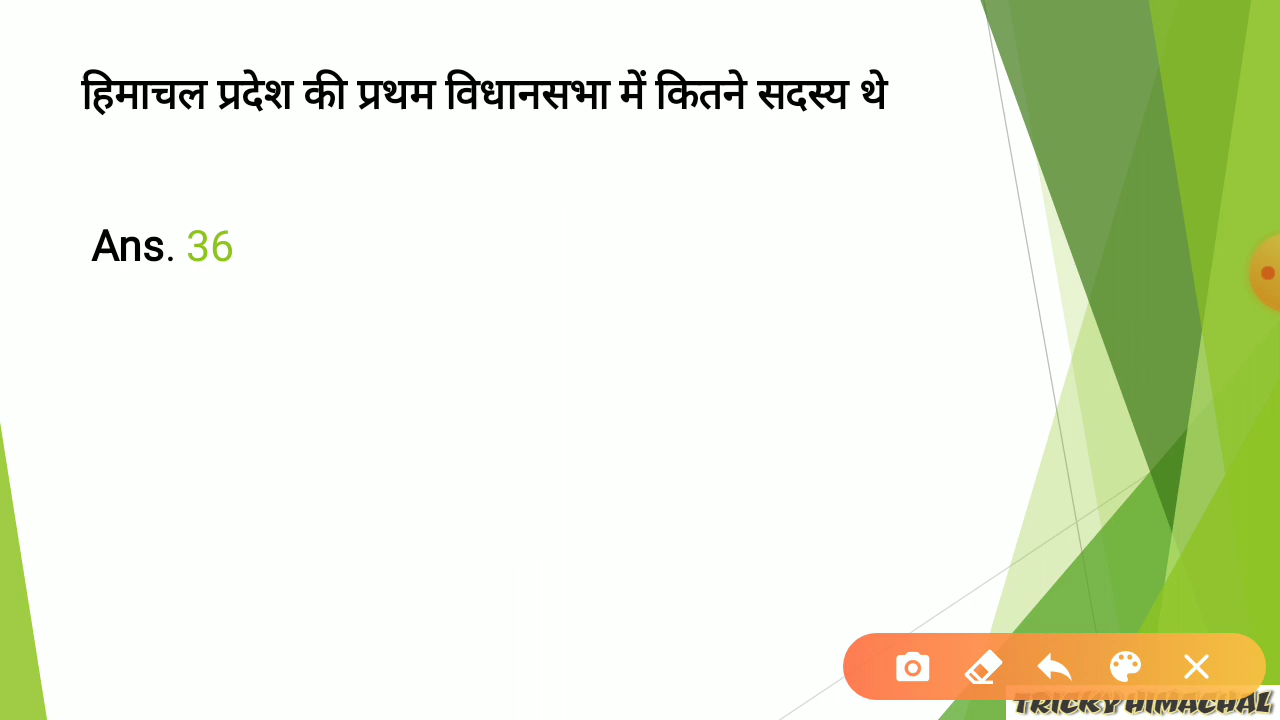 हिमाचल प्रदेश की प्रथम विधानसभा में कितने सदस्य थे
Ans. 36
TRICKY HIMACHAL